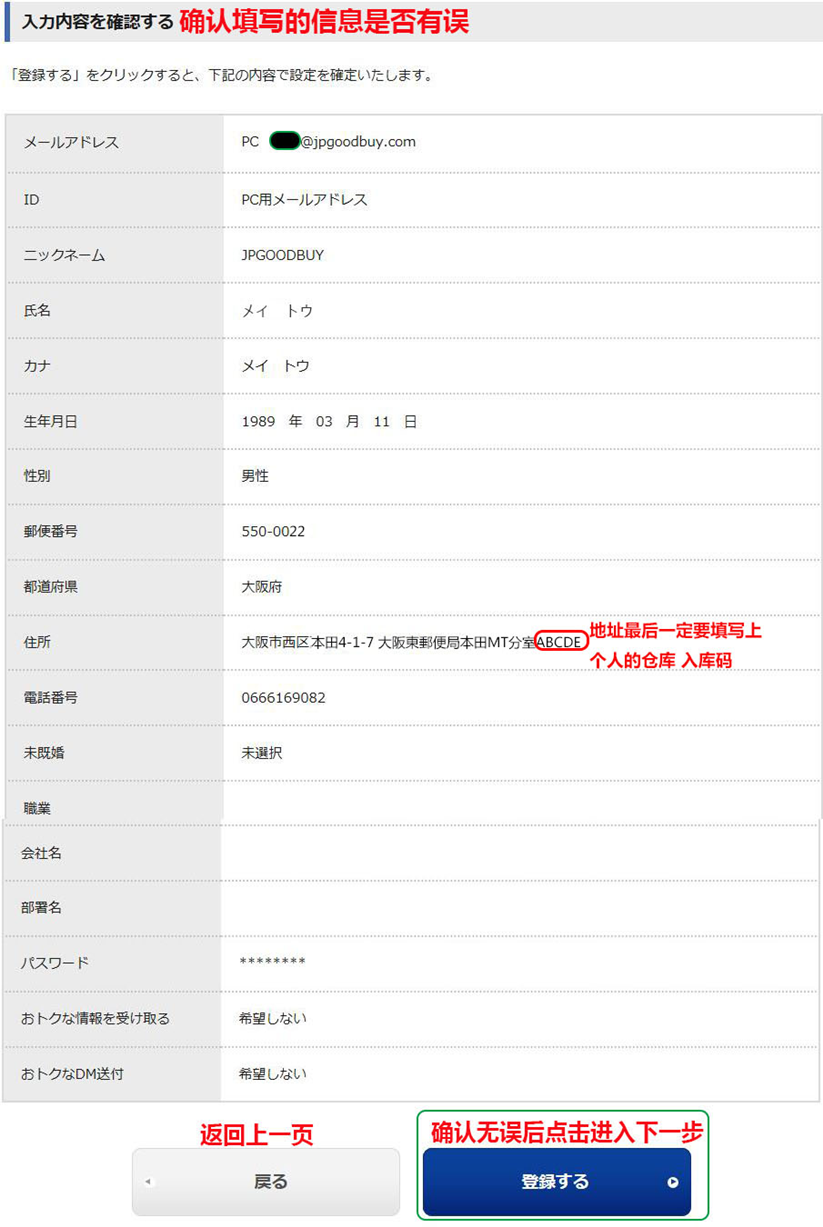 入力内容を確認する 确认填写的信息是否有误
「登録する」をクリックすると、下記の内容で設定を確定いたします。
メールアドレス PC @jpgoodbuy.com
ID PC用メールアドレス
ニックネーム JPGOODBUY
氏名 メイ トウ
カナ メイ トウ
生年月日 1989 年 03 月 11 日
性別 男性
郵便番号 550-0022
都道府県 大阪府
住所 大阪市西区本田4-1-7 大阪東郵便局本田MT分室ABCDE
地址最后一定要填写上
个人的仓库 入库码
電話番号 0666169082
未既婚 未選択
職業
会社名
部署名
パスワード ********
おトクな情報を受け取る 希望しない
おトクなDM送付 希望しない
返回上一页 确认无误后点击进入下一步
戻る 登録する